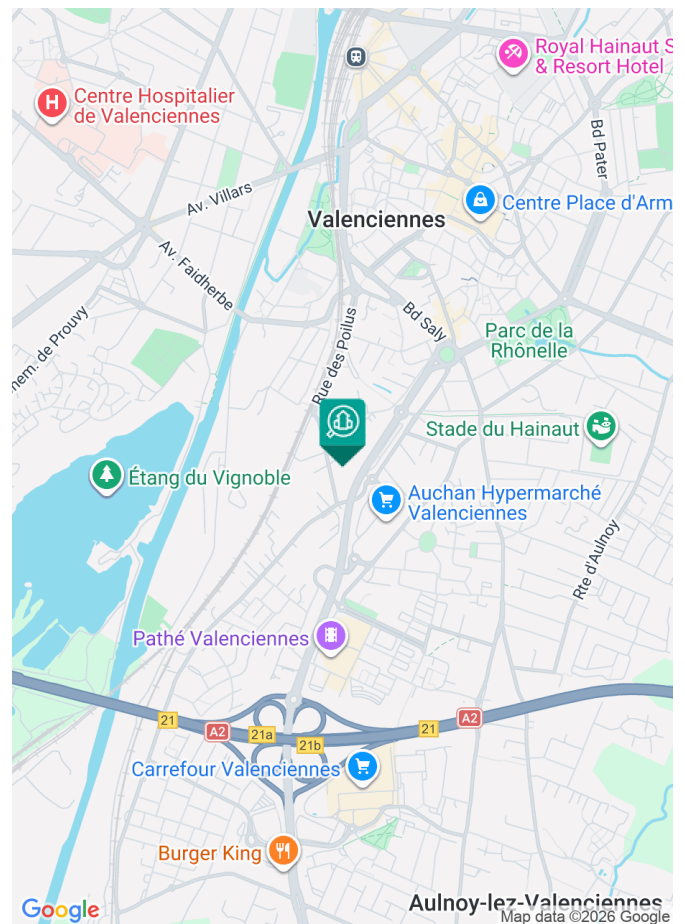 Royal Hainaut S
& Resort Hotel
H
Centre Hospitalier
de Valenciennes
Bd Pater
Av. Villars
Centre Place d'Arm
Valenciennes
Av. Faidherbe
Bd Saly
Parc de la
Rhônelle
hem. de Prouvy
Rue des Poilus
Stade du Hainaut
Étang du Vignoble
Auchan Hypermarché
Valenciennes
Rte d'Aulnoy
Pathé Valenciennes
21
A2
21a
21b
21
A2
Carrefour Valenciennes
Burger King
Aulnoy-lez-Valenciennes
Google
Map data ©2026 Google